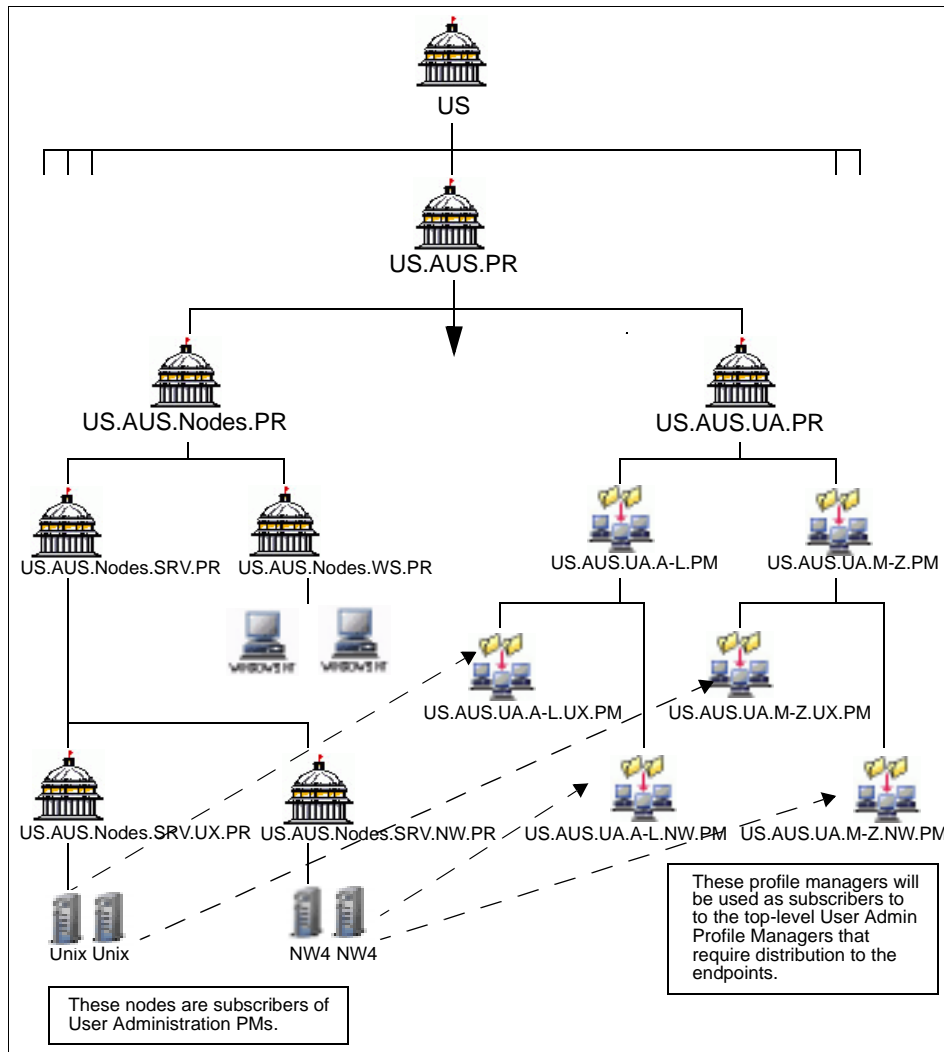 US
US.AUS.PR
US.AUS.Nodes.PR
US.AUS.UA.PR
US.AUS.Nodes.SRV.PR
US.AUS.Nodes.WS.PR
US.AUS.UA.A-L.PM
US.AUS.UA.M-Z.PM
WINDOWS NT
WINDOWS NT
US.AUS.UA.A-L.UX.PM
US.AUS.UA.M-Z.UX.PM
US.AUS.Nodes.SRV.UX.PR
US.AUS.Nodes.SRV.NW.PR
US.AUS.UA.A-L.NW.PM
US.AUS.UA.M-Z.NW.PM
Unix Unix
NW4 NW4
These profile managers will
be used as subscribers to
to the top-level User Admin
Profile Managers that
require distribution to the
endpoints.
These nodes are subscribers of
User Administration PMs.